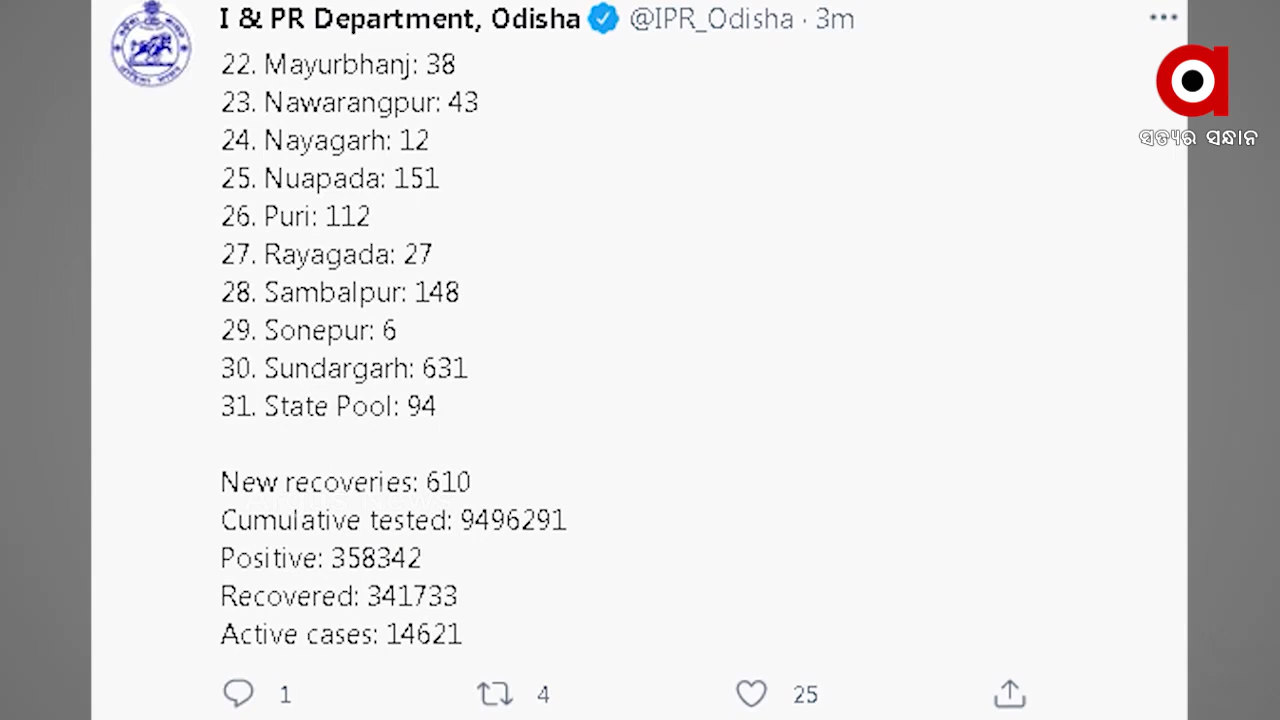 I & PR Department, Odisha @IPR_Odisha · 3m
22. Mayurbhanj: 38
23. Nawarangpur: 43
24. Nayagarh: 12
25. Nuapada: 151
26. Puri: 112
27. Rayagada: 27
28. Sambalpur: 148
29. Sonepur: 6
30. Sundargarh: 631
31. State Pool: 94
New recoveries: 610
Cumulative tested: 9496291
Positive: 358342
Recovered: 341733
Active cases: 14621
1 4 25
a
ସତ୍ୟର ସନ୍ଧାନ